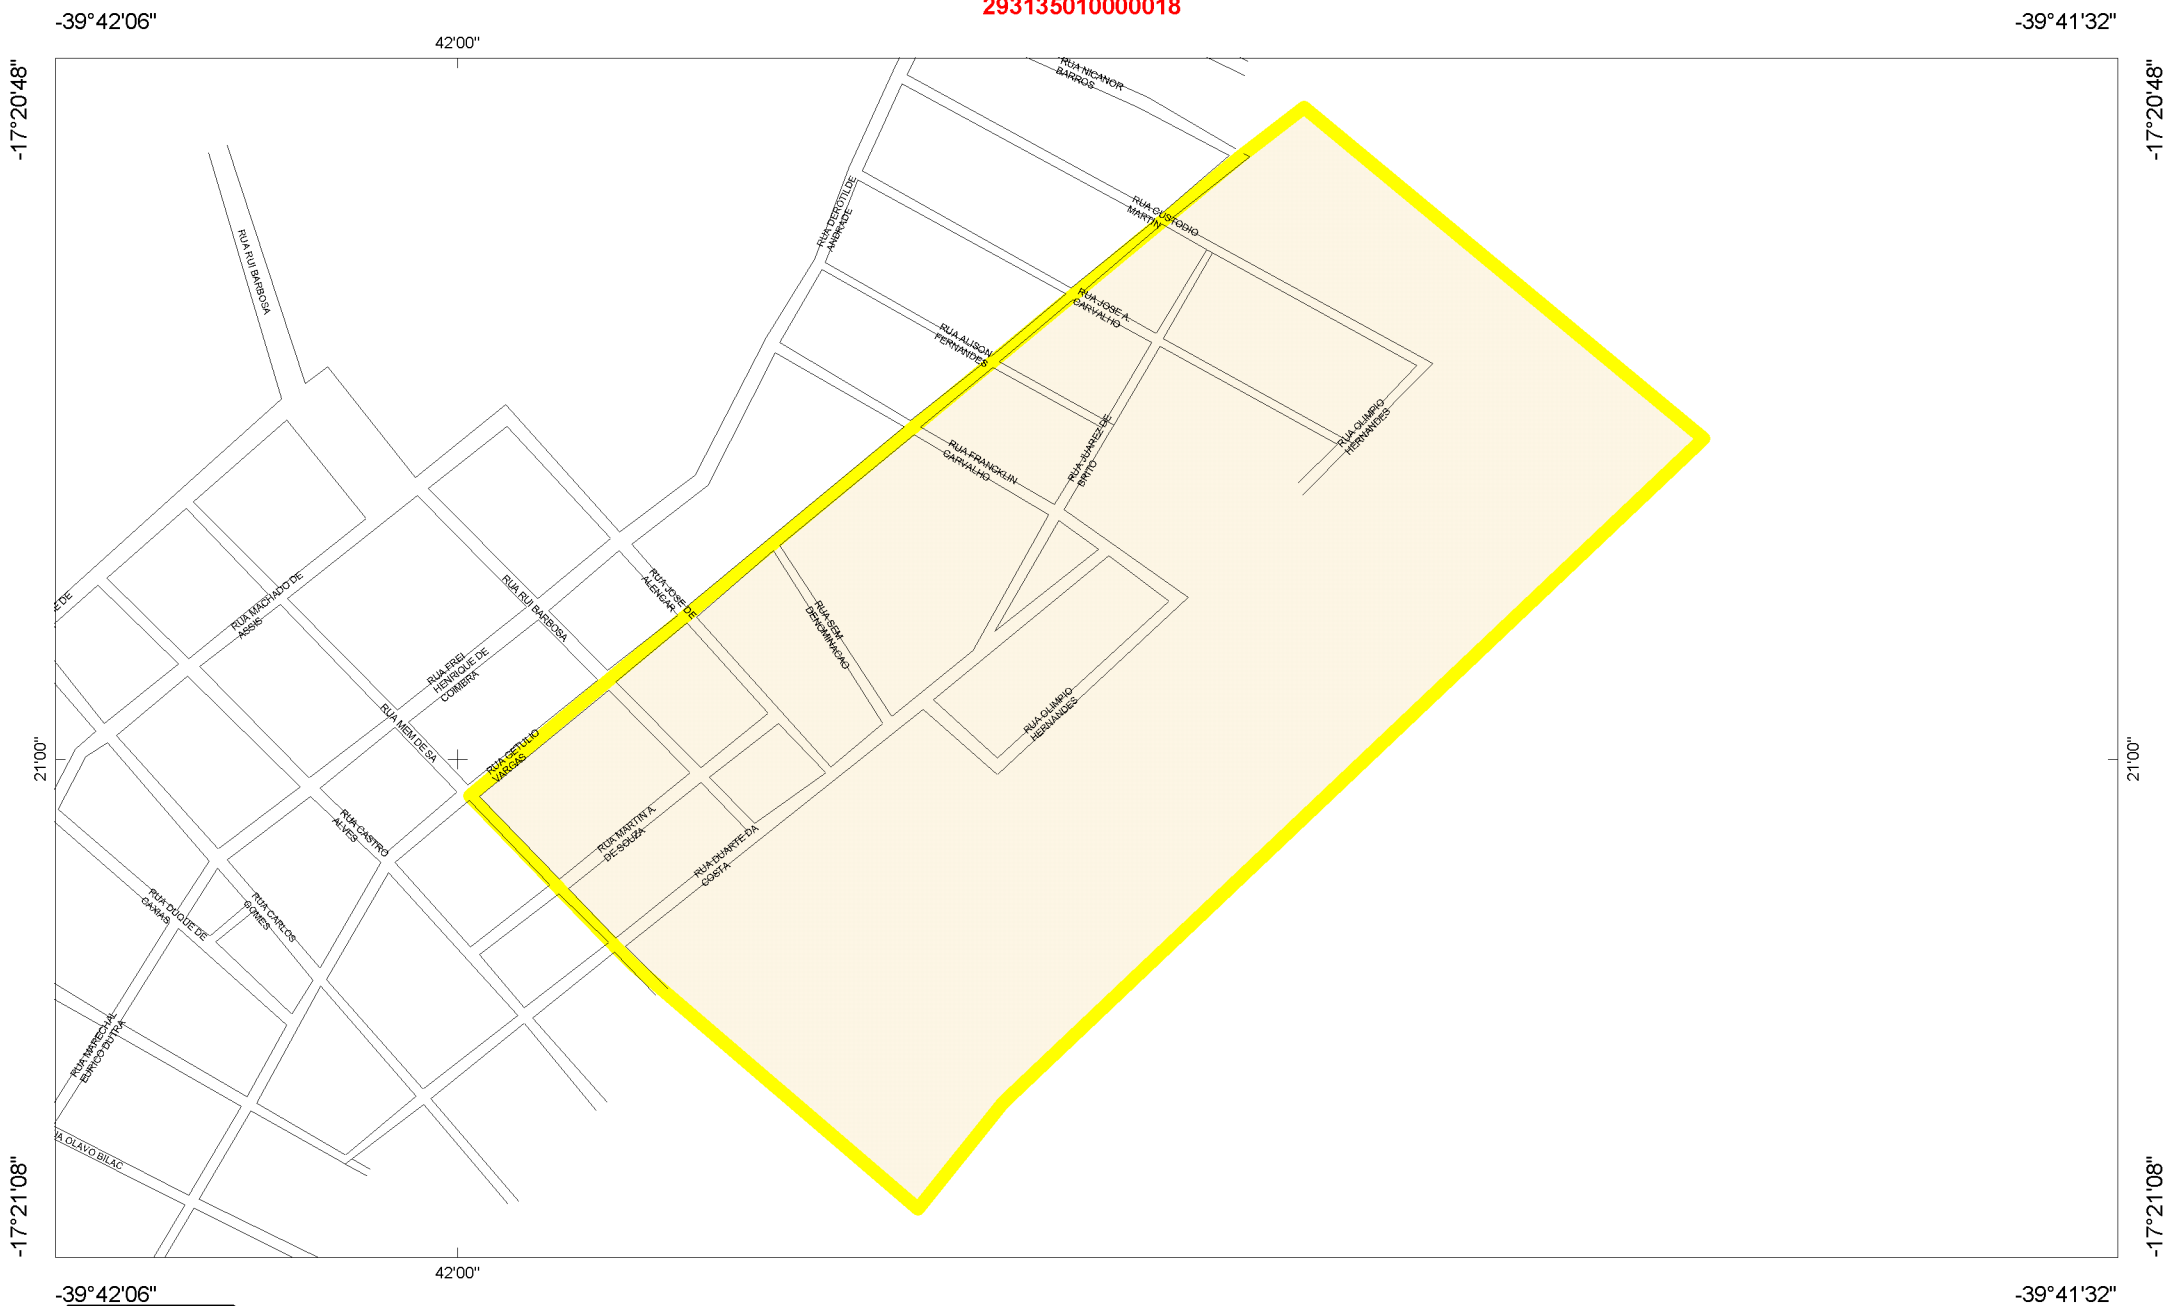 293135010000018
-39°42'06"
-39°41'32"
42'00"
-17°20'48"
-17°20'48"
RUA NICANOR
BARROS
RUA DEROTILDE
ANDRADE
RUA CUSTODIO
MARTIN
RUA RUI BARBOSA
RUA JOSE A.
CARVALHO
RUA ALISON
FERNANDES
RUA OLIMPIO
HERNANDES
RUA JUAREZ DE
BRITO
RUA FRANCKLIN
CARVALHO
E DE
RUA MACHADO DE
ASSIS
RUA RUI BARBOSA
RUA JOSE DE
ALENCAR
RUA SEM
DENOMINACAO
RUA FREI
HENRIQUE DE
COIMBRA
RUA MEM DE SA
RUA OLIMPIO
HERNANDES
RUA GETULIO
VARGAS
21'00"
21'00"
RUA CASTRO
ALVES
RUA MARTIN A.
DE SOUZA
RUA DUARTE DA
COSTA
RUA DUQUE DE
CAXIAS
RUA CARLOS
GOMES
RUA MARECHAL
EURICO DUTRA
UA OLAVO BILAC
-17°21'08"
-17°21'08"
42'00"
-39°42'06"
-39°41'32"